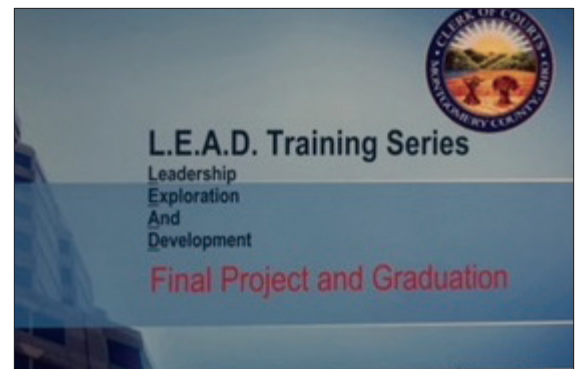 CLERK OF COURTS
MONTGOMERY COUNTY, OHIO
L.E.A.D. Training Series
Leadership
Exploration
And
Development
Final Project and Graduation